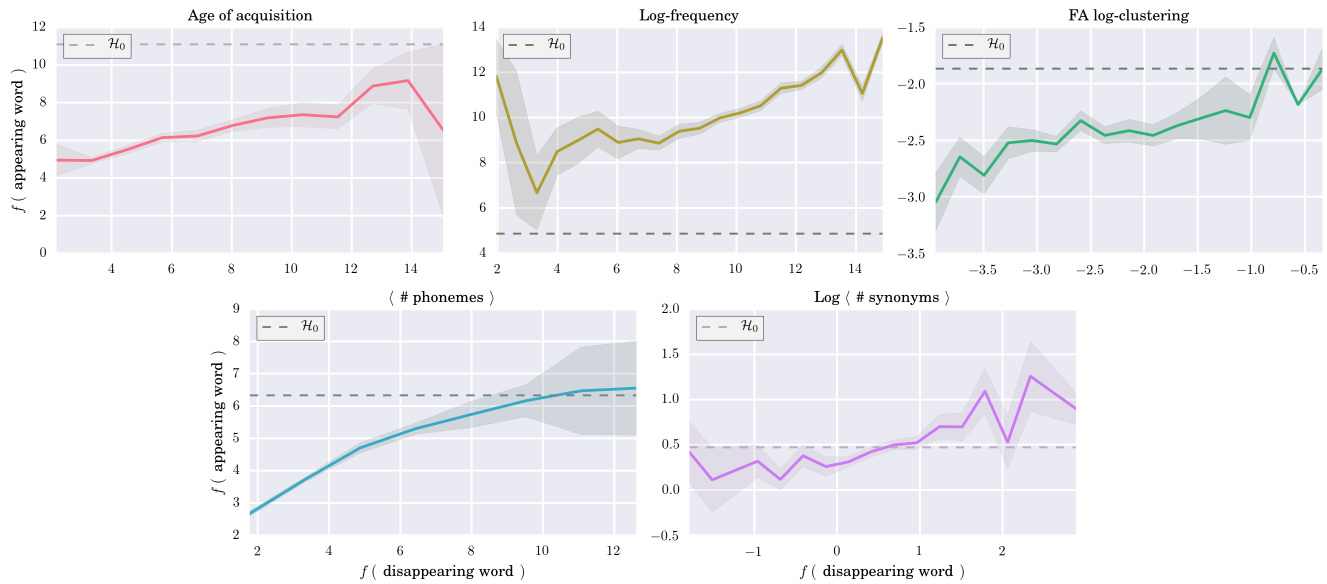 Age of acquisition
12
10
8
6
4
2
0
ℋ₀
4 6 8 10 12 14
f ( appearing word )
Log-frequency
14
12
10
8
6
4
ℋ₀
2 4 6 8 10 12 14
FA log-clustering
−1.5
−2.0
−2.5
−3.0
−3.5
ℋ₀
−3.5 −3.0 −2.5 −2.0 −1.5 −1.0 −0.5
⟨ # phonemes ⟩
9
8
7
6
5
4
3
2
ℋ₀
2 4 6 8 10 12
f ( appearing word )
f ( disappearing word )
Log ⟨ # synonyms ⟩
2.0
1.5
1.0
0.5
0.0
−0.5
ℋ₀
−1 0 1 2
f ( disappearing word )